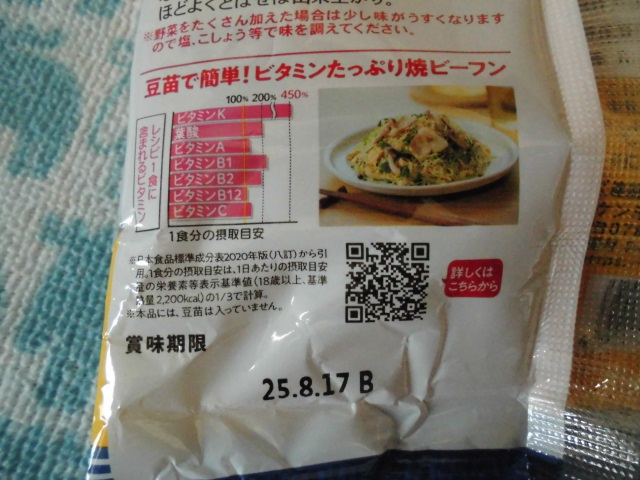 ほどよくとばせば出来上がり。
※野菜をたくさん加えた場合は少し味がうすくなります
ので塩、こしょう等で味を調えてください。
豆苗で簡単！ビタミンたっぷり焼ビーフン
100% 200% 450%
レシピ1食に
含まれるビタミン
ビタミンK
葉酸
ビタミンA
ビタミンB1
ビタミンB2
ビタミンB12
ビタミンC
1食分の摂取目安
※日本食品標準成分表2020年版(八訂)から引
用。1食分の摂取目安は、1日あたりの摂取目安
量の栄養素等表示基準値(18歳以上、基準
熱量2,200kcal)の1/3で計算。
※本品には、豆苗は入っていません。
詳しくは
こちらから
賞味期限
25.8.17 B